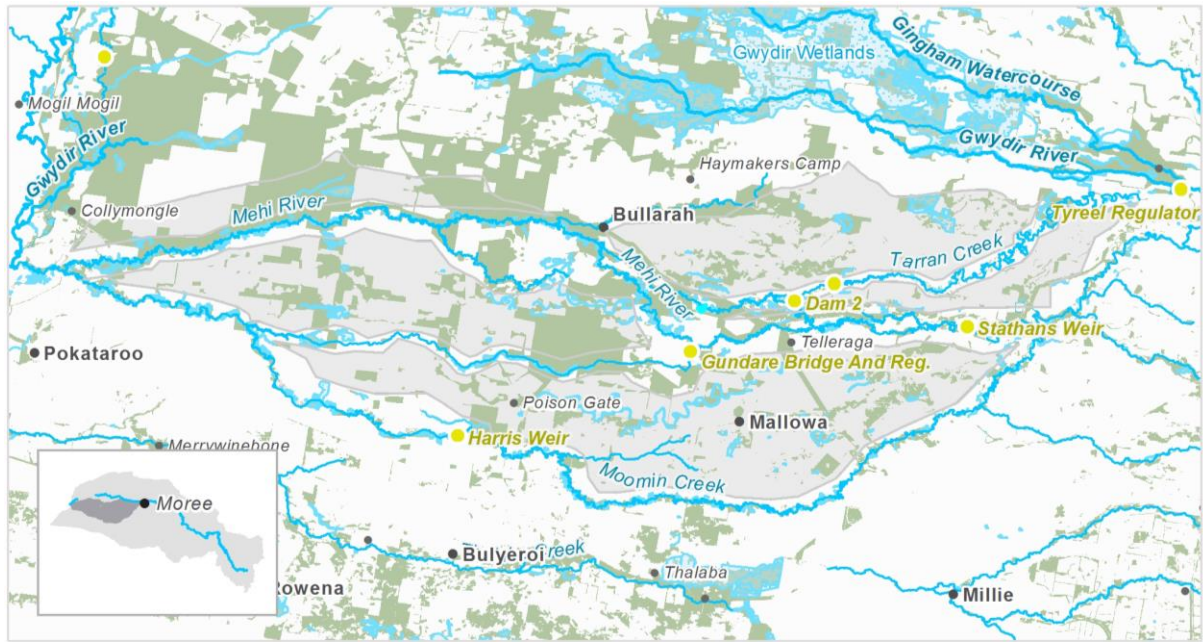 Gwydir Wetlands
Gingham Watercourse
Mogil Mogil
Gwydir River
Gwydir River
Haymakers Camp
Collymongle
Mehi River
Bullarah
Tyreel Regulator
Tarran Creek
Mehi River
Dam 2
Stathans Weir
Telleraga
Pokataroo
Gundare Bridge And Reg.
Poison Gate
Mallowa
Harris Weir
Merrywinebone
Moomin Creek
Moree
Bulyeroi
Creek
Thalaba
Rowena
Millie